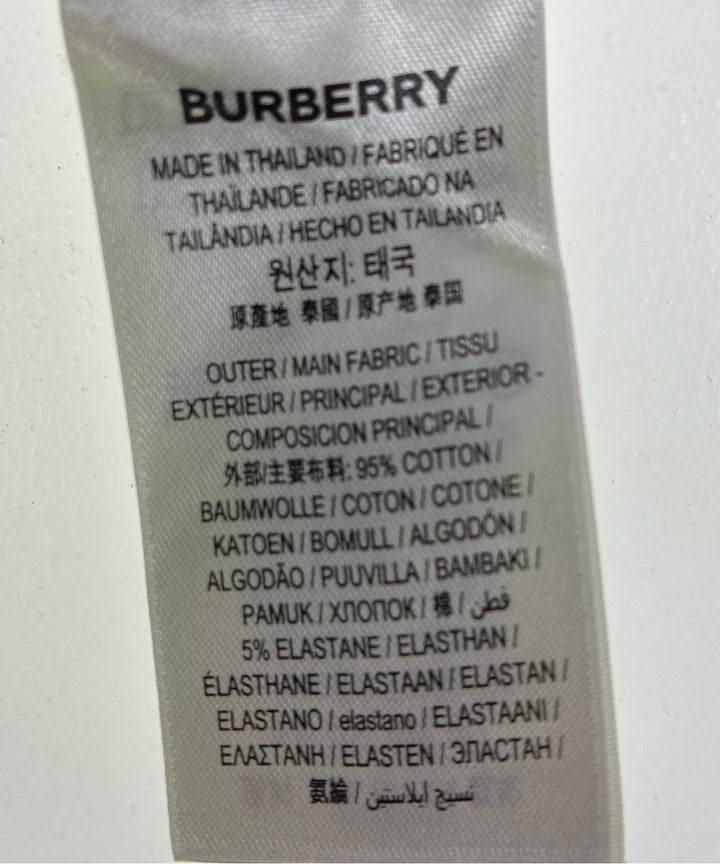 BURBERRY
MADE IN THAILAND / FABRIQUÉ EN
THAÏLANDE / FABRICADO NA
TAILÂNDIA / HECHO EN TAILANDIA
원산지: 태국
原產地 泰國 / 原产地 泰国
OUTER / MAIN FABRIC / TISSU
EXTÉRIEUR / PRINCIPAL / EXTERIOR -
COMPOSICION PRINCIPAL /
外部/主要布料: 95% COTTON /
BAUMWOLLE / COTON / COTONE /
KATOEN / BOMULL / ALGODÓN /
ALGODÃO / PUUVILLA / BAMBAKI /
PAMUK / ХЛОПОК / 棉 / قطن
5% ELASTANE / ELASTHAN /
ÉLASTHANE / ELASTAAN / ELASTAN /
ELASTANO / elastano / ELASTAANI /
ΕΛΑΣΤΑΝΗ / ELASTEN / ЭЛАСТАН /
氨綸 / نسيج ايلاستين